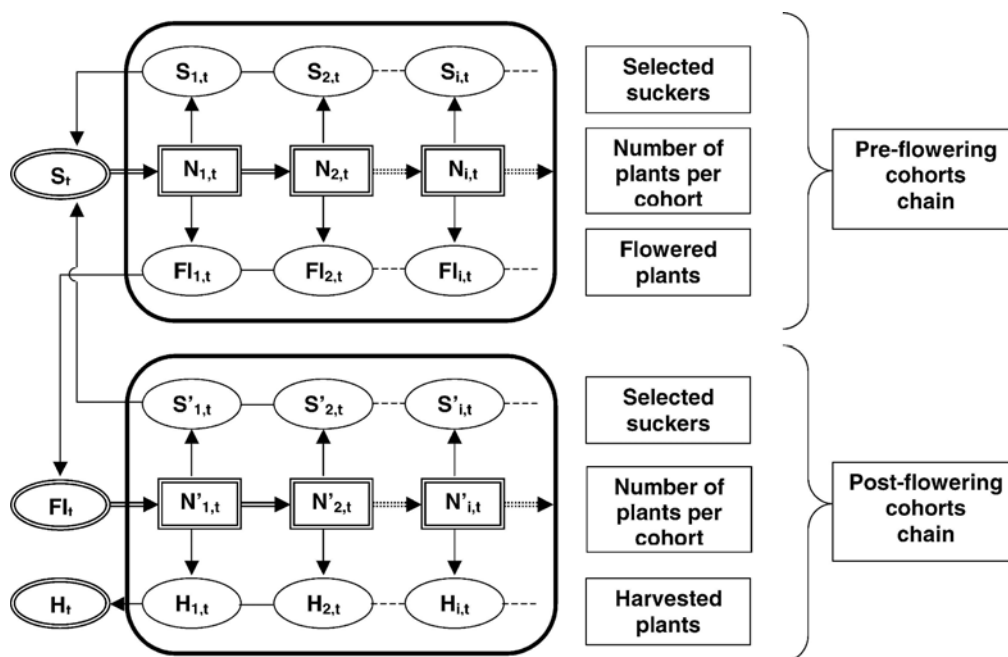 S1,t S2,t Si,t
Selected
suckers
St
N1,t N2,t Ni,t
Number of
plants per
cohort
Pre-flowering
cohorts
chain
Fl1,t Fl2,t Fli,t
Flowered
plants
S'1,t S'2,t S'i,t
Selected
suckers
Flt
N'1,t N'2,t N'i,t
Number of
plants per
cohort
Post-flowering
cohorts
chain
Ht
H1,t H2,t Hi,t
Harvested
plants